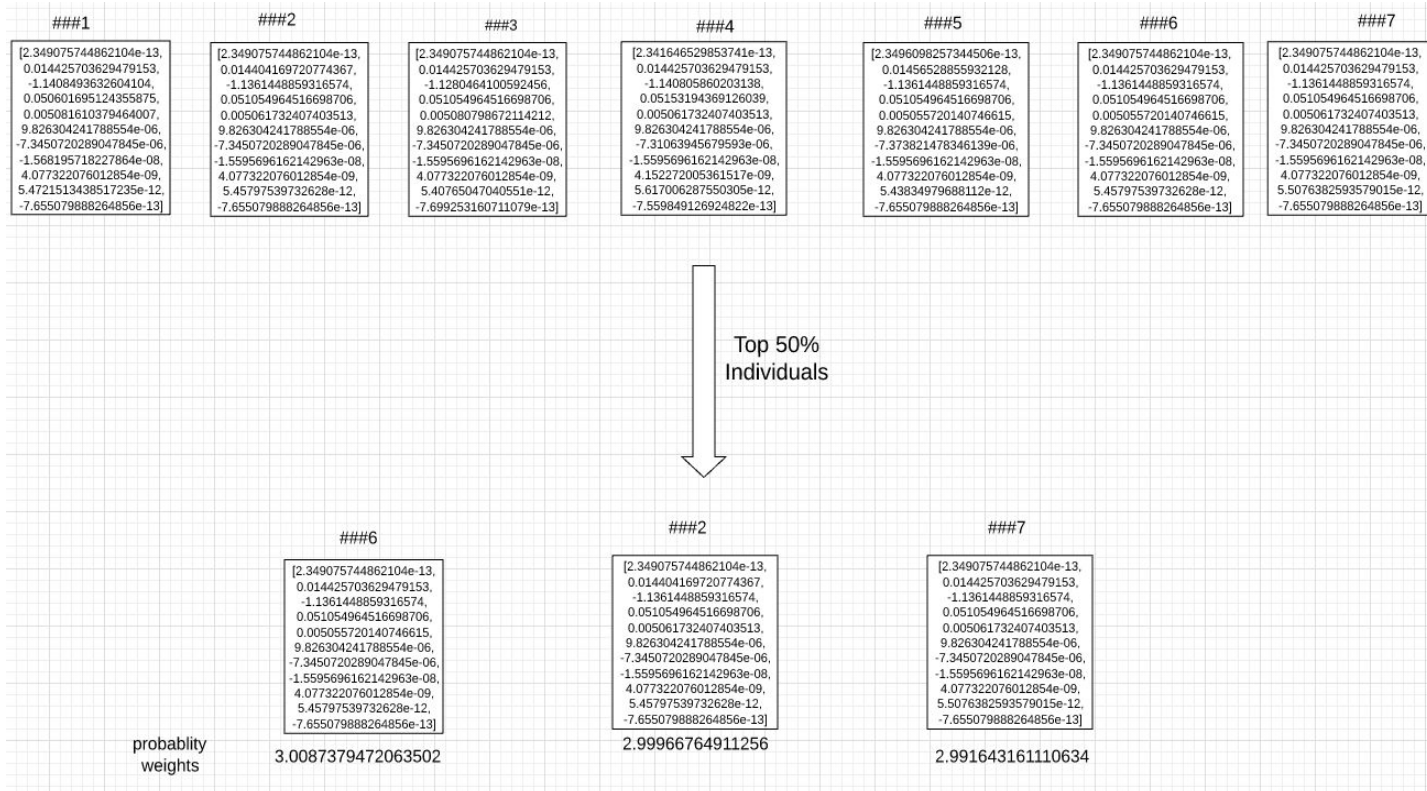 ###1
[2.349075744862104e-13,
0.014425703629479153,
-1.1408493632604104,
0.050601695124355875,
0.005081610379464007,
9.826304241788554e-06,
-7.3450720289047845e-06,
-1.568195718227864e-08,
4.077322076012854e-09,
5.4721513438517235e-12,
-7.655079888264856e-13]
###2
[2.349075744862104e-13,
0.014404169720774367,
-1.1361448859316574,
0.051054964516698706,
0.005061732407403513,
9.826304241788554e-06,
-7.3450720289047845e-06,
-1.5595696162142963e-08,
4.077322076012854e-09,
5.45797539732628e-12,
-7.655079888264856e-13]
###3
[2.349075744862104e-13,
0.014425703629479153,
-1.1280464100592456,
0.051054964516698706,
0.005080798672114212,
9.826304241788554e-06,
-7.3450720289047845e-06,
-1.5595696162142963e-08,
4.077322076012854e-09,
5.40765047040551e-12,
-7.699253160711079e-13]
###4
[2.341646529853741e-13,
0.014425703629479153,
-1.140805860203138,
0.05153194369126039,
0.005061732407403513,
9.826304241788554e-06,
-7.31063945679593e-06,
-1.5595696162142963e-08,
4.152272005361517e-09,
5.617006287550305e-12,
-7.559849126924822e-13]
###5
[2.3496098257344506e-13,
0.01456528855932128,
-1.1361448859316574,
0.051054964516698706,
0.005055720140746615,
9.826304241788554e-06,
-7.373821478346139e-06,
-1.5595696162142963e-08,
4.077322076012854e-09,
5.43834979688112e-12,
-7.655079888264856e-13]
###6
[2.349075744862104e-13,
0.014425703629479153,
-1.1361448859316574,
0.051054964516698706,
0.005055720140746615,
9.826304241788554e-06,
-7.3450720289047845e-06,
-1.5595696162142963e-08,
4.077322076012854e-09,
5.45797539732628e-12,
-7.655079888264856e-13]
###7
[2.349075744862104e-13,
0.014425703629479153,
-1.1361448859316574,
0.051054964516698706,
0.005061732407403513,
9.826304241788554e-06,
-7.3450720289047845e-06,
-1.5595696162142963e-08,
4.077322076012854e-09,
5.5076382593579015e-12,
-7.655079888264856e-13]
Top 50%
Individuals
###6
[2.349075744862104e-13,
0.014425703629479153,
-1.1361448859316574,
0.051054964516698706,
0.005055720140746615,
9.826304241788554e-06,
-7.3450720289047845e-06,
-1.5595696162142963e-08,
4.077322076012854e-09,
5.45797539732628e-12,
-7.655079888264856e-13]
###2
[2.349075744862104e-13,
0.014404169720774367,
-1.1361448859316574,
0.051054964516698706,
0.005061732407403513,
9.826304241788554e-06,
-7.3450720289047845e-06,
-1.5595696162142963e-08,
4.077322076012854e-09,
5.45797539732628e-12,
-7.655079888264856e-13]
###7
[2.349075744862104e-13,
0.014425703629479153,
-1.1361448859316574,
0.051054964516698706,
0.005061732407403513,
9.826304241788554e-06,
-7.3450720289047845e-06,
-1.5595696162142963e-08,
4.077322076012854e-09,
5.5076382593579015e-12,
-7.655079888264856e-13]
probablity
weights
3.0087379472063502
2.99966764911256
2.991643161110634